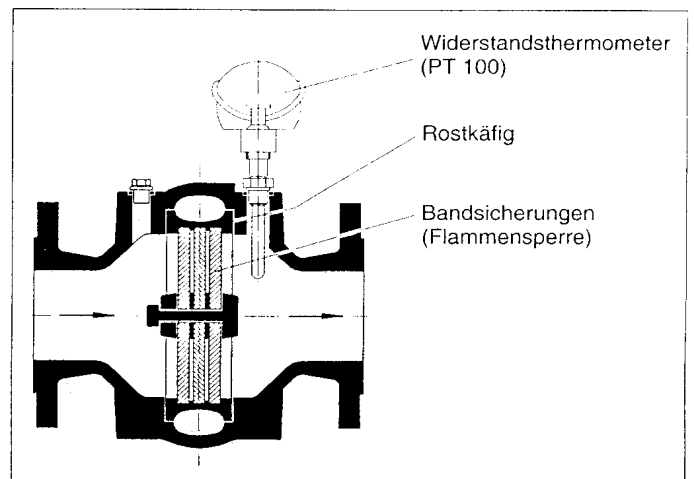 Widerstandsthermometer
(PT 100)
Rostkäfig
Bandsicherungen
(Flammensperre)